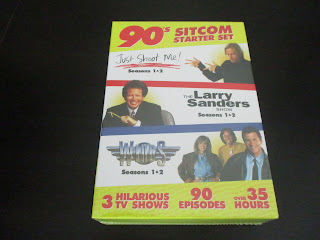 90's SITCOM
STARTER SET
Just Shoot Me!
Seasons 1+2
THE Larry
Sanders
SHOW
Seasons 1+2
WINGS
Seasons 1+2
3 HILARIOUS TV SHOWS
90 EPISODES
OVER 35 HOURS